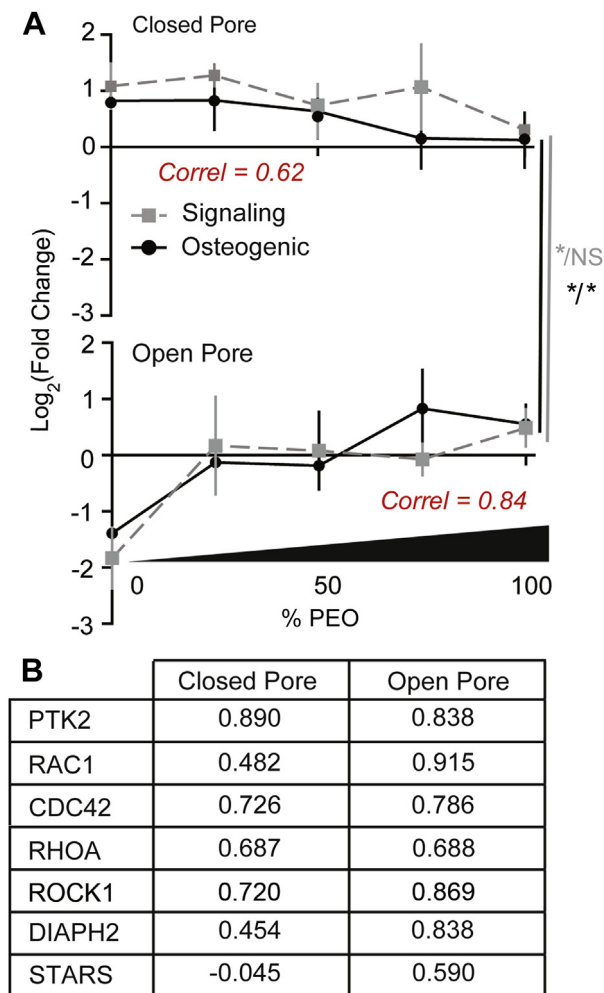 A
Closed Pore
2
1
0
-1
-2
-3
Correl = 0.62
Signaling
Osteogenic
*/NS
*/*
Log2(Fold Change)
Open Pore
2
1
0
-1
-2
-3
Correl = 0.84
0 50 100
% PEO
B
Closed Pore Open Pore
PTK2 0.890 0.838
RAC1 0.482 0.915
CDC42 0.726 0.786
RHOA 0.687 0.688
ROCK1 0.720 0.869
DIAPH2 0.454 0.838
STARS -0.045 0.590